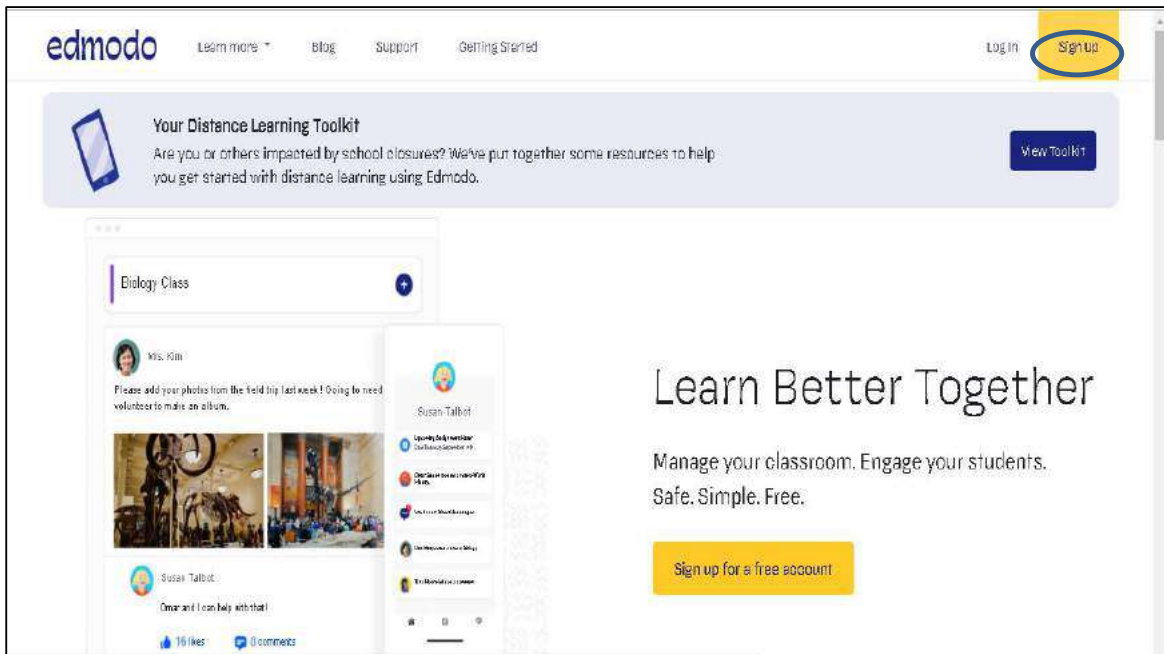 edmodo
Learn more
Blog
Support
Getting Started
Log In
Sign up
Your Distance Learning Toolkit
Are you or others impacted by school closures? We've put together some resources to help
you get started with distance learning using Edmodo.
View Toolkit
Biology Class
Mrs. Kim
Please add your photos from the field trip last week! Going to need
volunteer to make an album.
Susan Talbot
Learn Better Together
Manage your classroom. Engage your students.
Safe. Simple. Free.
Sign up for a free account
Susan Talbot
Omar and I can help with that!
16 likes
comments